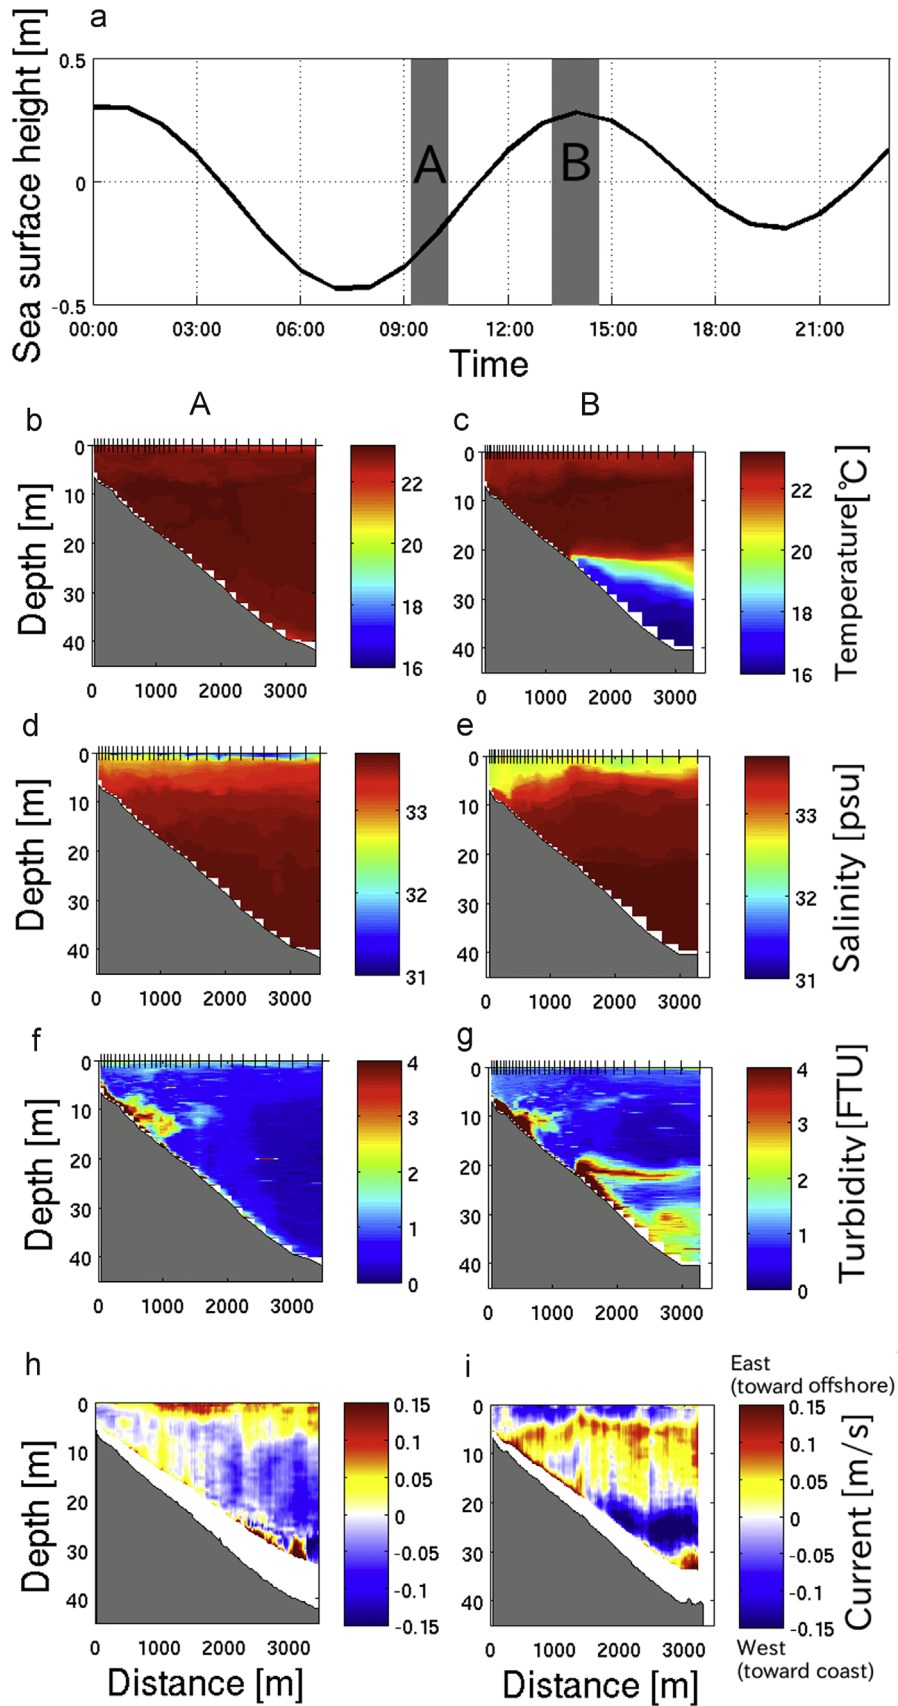 a
Sea surface height [m]
0.5
0
-0.5
A
B
00:00 03:00 06:00 09:00 12:00 15:00 18:00 21:00
Time
A
B
b
Depth [m]
0
10
20
30
40
0 1000 2000 3000
22
20
18
16
c
0
10
20
30
40
0 1000 2000 3000
22
20
18
16
Temperature[°C]
d
Depth [m]
0
10
20
30
40
0 1000 2000 3000
33
32
31
e
0
10
20
30
40
0 1000 2000 3000
33
32
31
Salinity [psu]
f
Depth [m]
0
10
20
30
40
0 1000 2000 3000
4
3
2
1
0
g
0
10
20
30
40
0 1000 2000 3000
4
3
2
1
0
Turbidity [FTU]
h
Depth [m]
0
10
20
30
40
0 1000 2000 3000
Distance [m]
0.15
0.1
0.05
0
-0.05
-0.1
-0.15
i
0
10
20
30
40
0 1000 2000 3000
Distance [m]
East
(toward offshore)
0.15
0.1
0.05
0
-0.05
-0.1
-0.15
Current [m/s]
West
(toward coast)